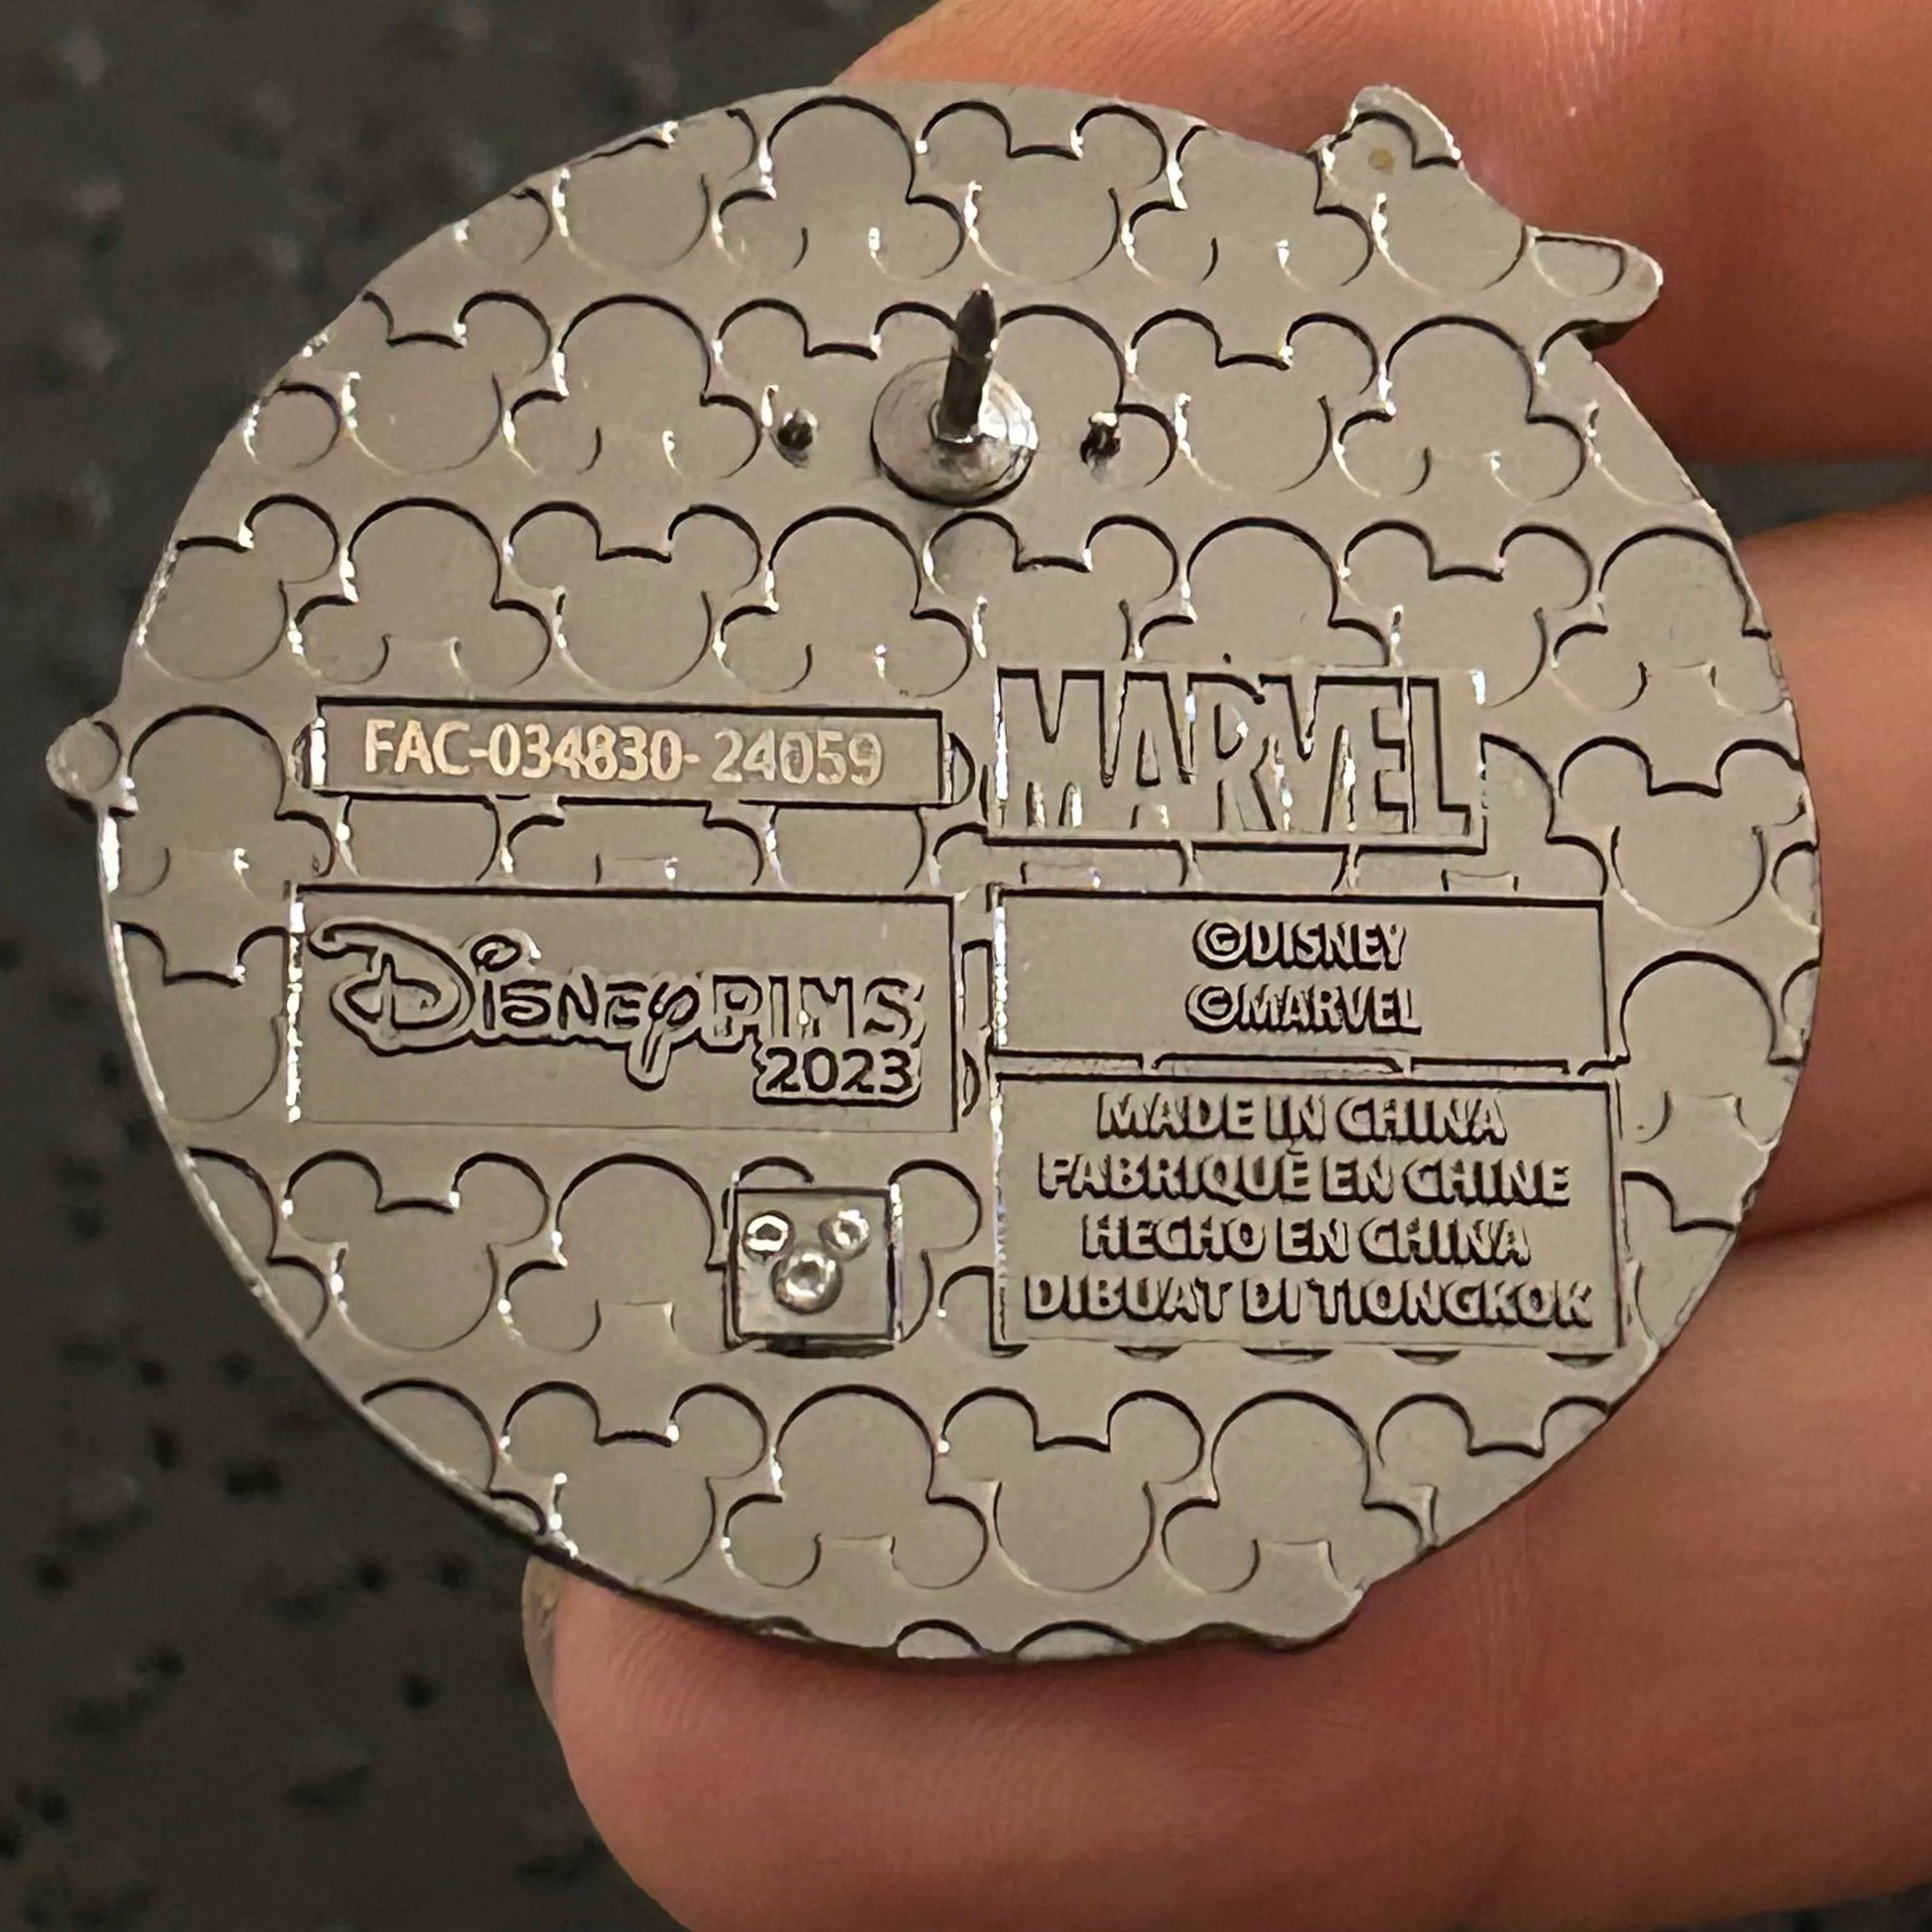 FAC-034830-24059
MARVEL
Disney PINS
2023
©DISNEY
©MARVEL
MADE IN CHINA
FABRIQUÉ EN CHINE
HECHO EN CHINA
DIBUAT DI TIONGKOK